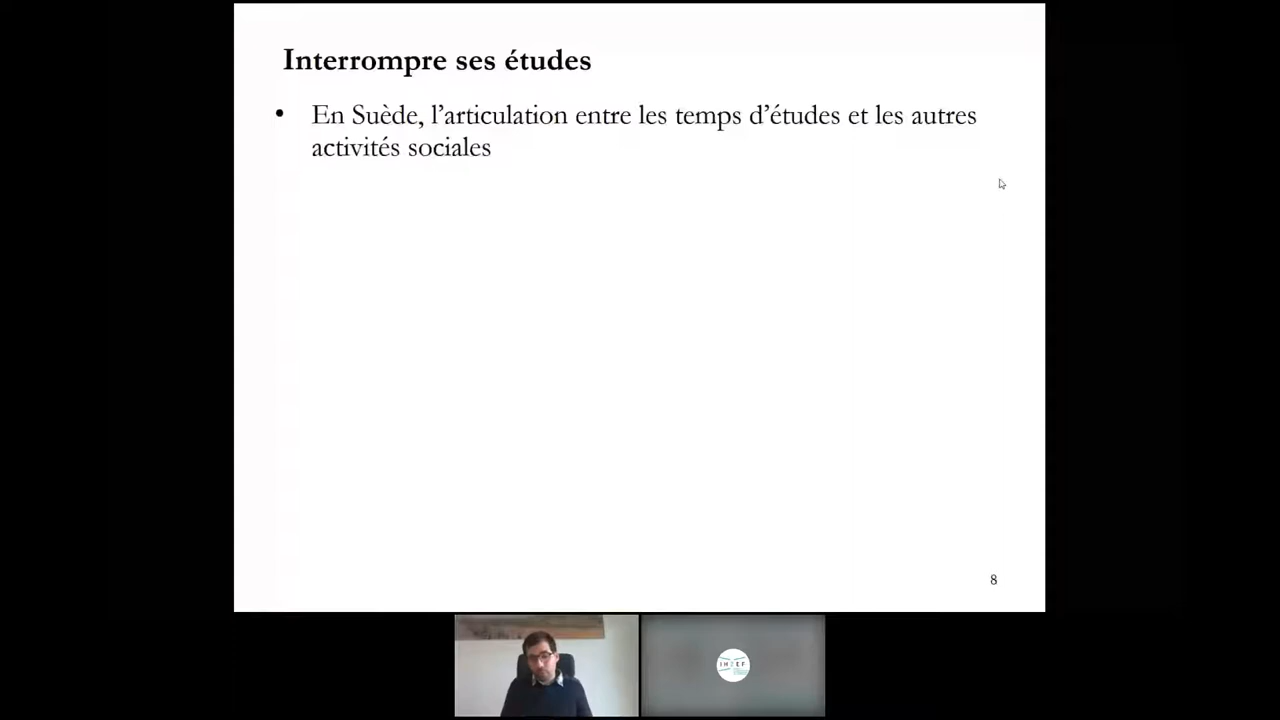 Interrompre ses études
• En Suède, l’articulation entre les temps d’études et les autres
activités sociales
8